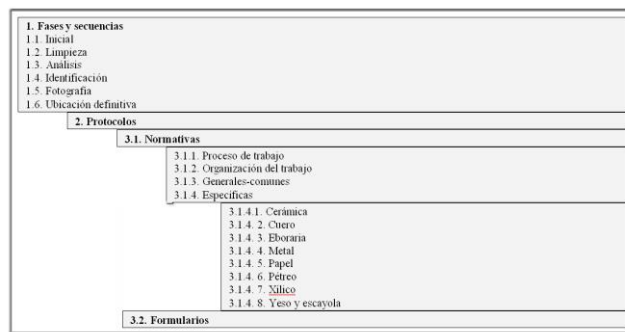 1. Fases y secuencias
1.1. Inicial
1.2. Limpieza
1.3. Análisis
1.4. Identificación
1.5. Fotografía
1.6. Ubicación definitiva
2. Protocolos
3.1. Normativas
3.1.1. Proceso de trabajo
3.1.2. Organización del trabajo
3.1.3. Generales-comunes
3.1.4. Específicas
3.1.4.1. Cerámica
3.1.4. 2. Cuero
3.1.4. 3. Eboraria
3.1.4. 4. Metal
3.1.4. 5. Papel
3.1.4. 6. Pétreo
3.1.4. 7. Xílico
3.1.4. 8. Yeso y escayola
3.2. Formularios